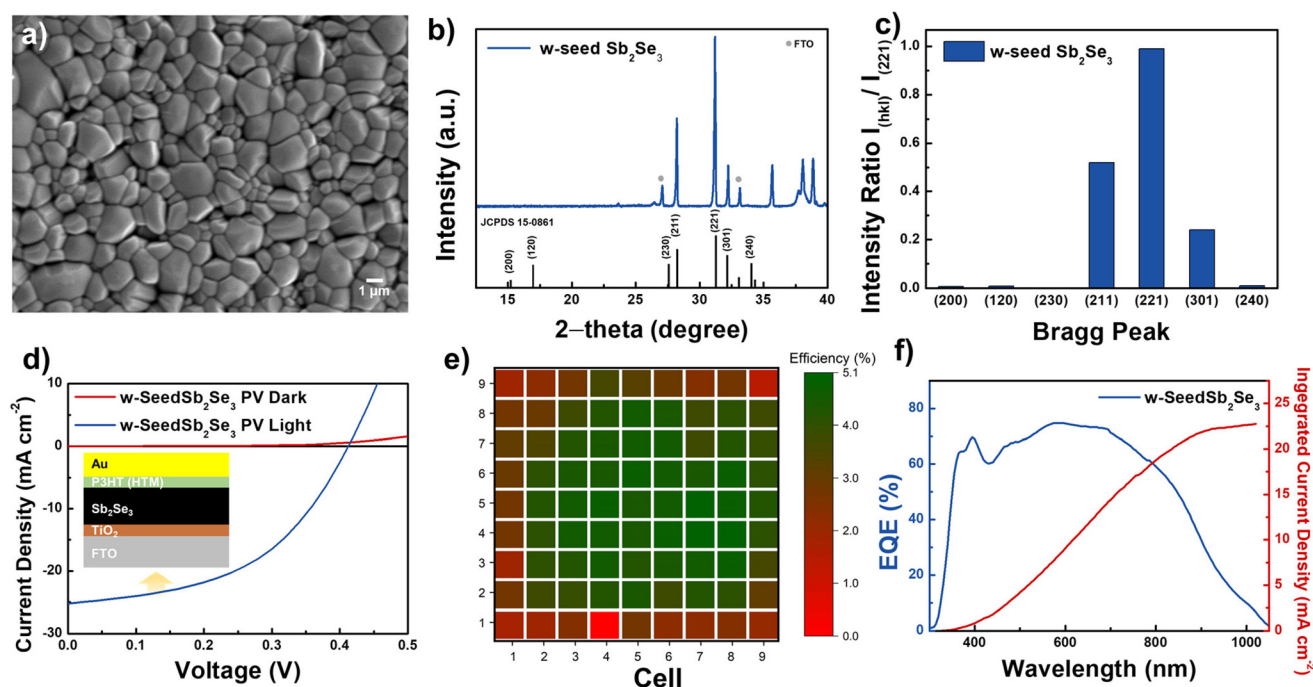 a)
1 µm
b)
w-seed Sb₂Se₃
FTO
Intensity (a.u.)
JCPDS 15-0861
(200)
(120)
(230)
(211)
(221)
(301)
(240)
15 20 25 30 35 40
2–theta (degree)
c)
w-seed Sb₂Se₃
Intensity Ratio I(hkl)/ I(221)
1.0
0.8
0.6
0.4
0.2
0.0
(200) (120) (230) (211) (221) (301) (240)
Bragg Peak
d)
w-SeedSb₂Se₃ PV Dark
w-SeedSb₂Se₃ PV Light
Current Density (mA cm⁻²)
10
0
-10
-20
-30
Au
P3HT (HTM)
Sb₂Se₃
TiO₂
FTO
0.0 0.1 0.2 0.3 0.4 0.5
Voltage (V)
e)
Efficiency (%)
9
8
7
6
5
4
3
2
1
1 2 3 4 5 6 7 8 9
Cell
5.1
5.0
4.0
3.0
2.0
1.0
0.0
f)
w-SeedSb₂Se₃
EQE (%)
80
60
40
20
0
400 600 800 1000
Wavelength (nm)
25
20
15
10
5
0
Ingegrated Current Density (mA cm⁻²)